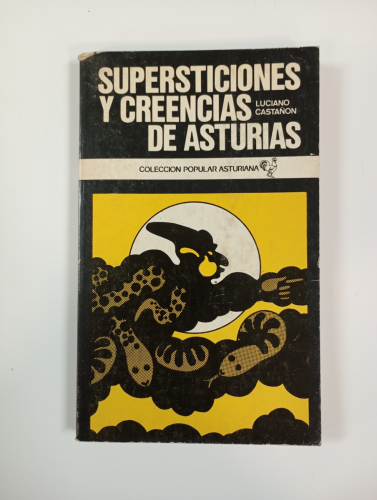 SUPERSTICIONES
Y CREENCIAS LUCIANO
CASTAÑON
DE ASTURIAS
COLECCION POPULAR ASTURIANA